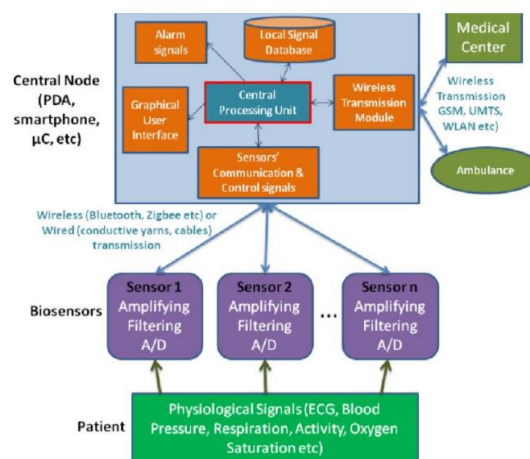 Central Node
(PDA,
smartphone,
μC, etc)
Alarm
signals
Local Signal
Database
Graphical
User
Interface
Central
Processing Unit
Wireless
Transmission
Module
Sensors'
Communication &
Control signals
Medical
Center
Wireless
Transmission
GSM, UMTS,
WLAN etc)
Ambulance
Wireless (Bluetooth, Zigbee etc) or
Wired (conductive yarns, cables)
transmission
Biosensors
Sensor 1
Amplifying
Filtering
A/D
Sensor 2
Amplifying
Filtering
A/D
...
Sensor n
Amplifying
Filtering
A/D
Patient
Physiological Signals (ECG, Blood
Pressure, Respiration, Activity, Oxygen
Saturation etc)